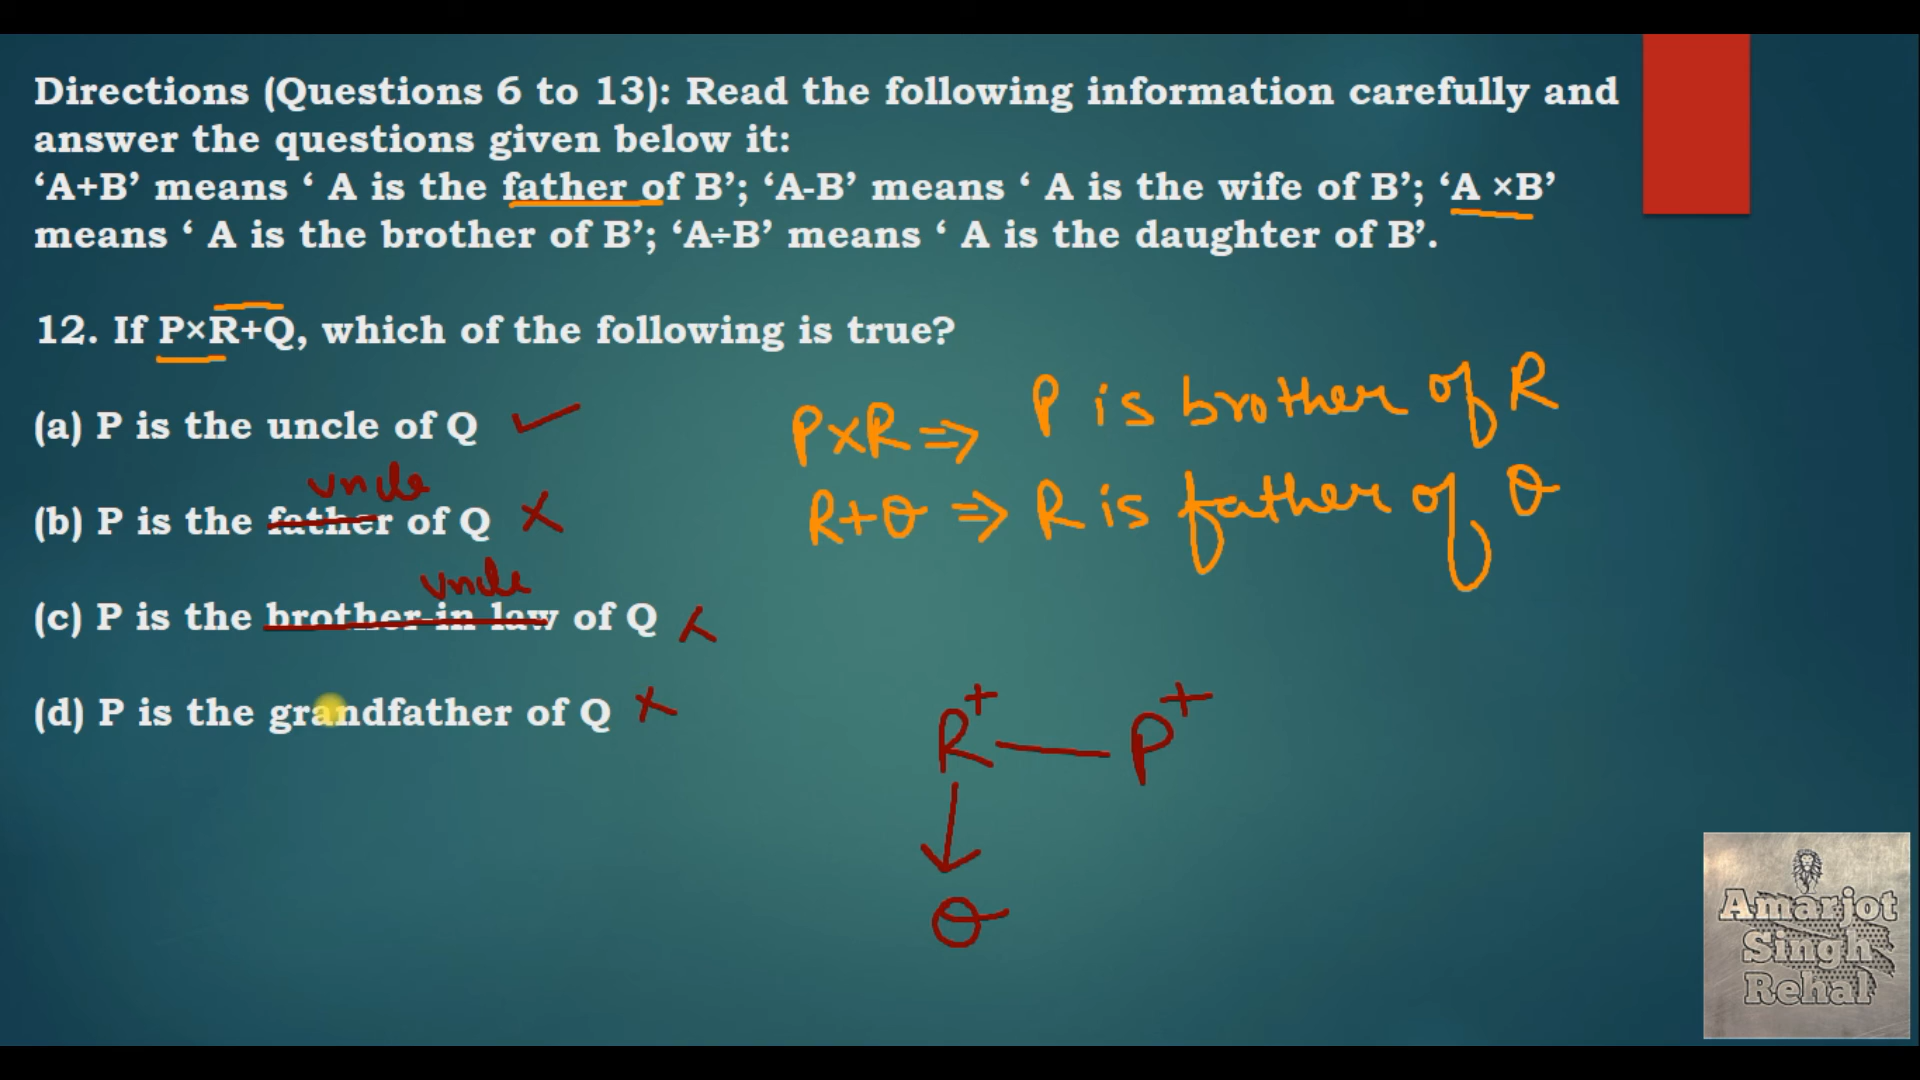 Directions (Questions 6 to 13): Read the following information carefully and
answer the questions given below it:
‘A+B’ means ‘ A is the father of B’; ‘A-B’ means ‘ A is the wife of B’; ‘A ×B’
means ‘ A is the brother of B’; ‘A÷B’ means ‘ A is the daughter of B’.
12. If P×R+Q, which of the following is true?
(a) P is the uncle of Q
uncle
(b) P is the father of Q
uncle
(c) P is the brother-in law of Q
(d) P is the grandfather of Q
P×R ⇒ P is brother of R
R+Q ⇒ R is father of Q
R+ — P+
Q
Amarjot
Singh
Rehal